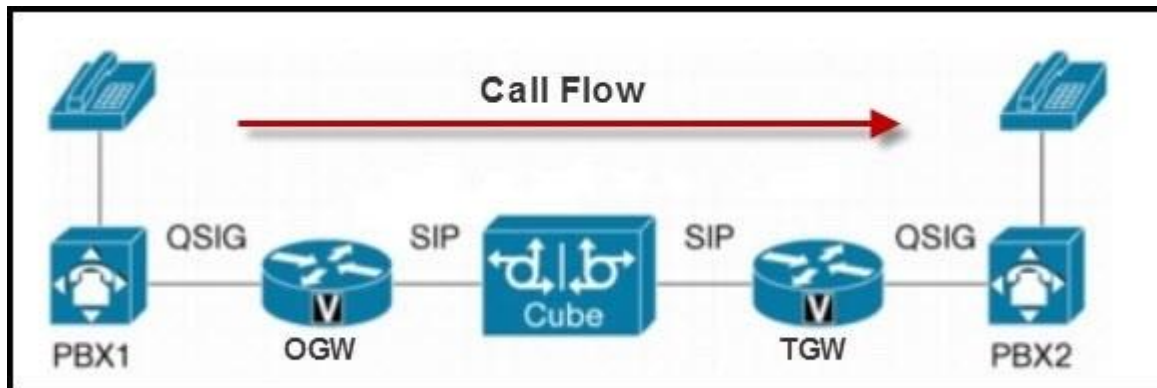 Call Flow
QSIG
SIP
SIP
QSIG
Cube
PBX1
OGW
V
V
TGW
PBX2